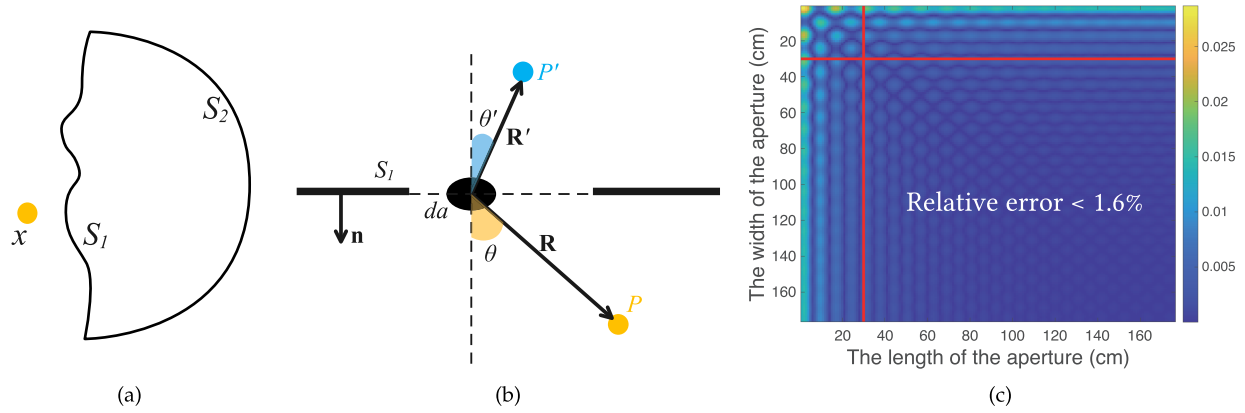 S₂
x
S₁
(a)
P′
θ′
R′
S₁
da
n
θ
R
P
(b)
The width of the aperture (cm)
20
40
60
80
100
120
140
160
Relative error < 1.6%
20 40 60 80 100 120 140 160
The length of the aperture (cm)
0.025
0.02
0.015
0.01
0.005
(c)